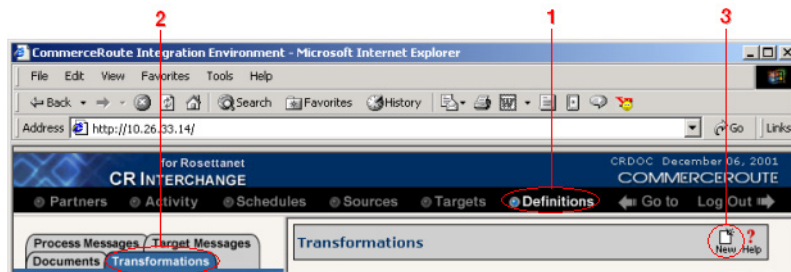 2 1 3
CommerceRoute Integration Environment - Microsoft Internet Explorer
File Edit View Favorites Tools Help
Back Search Favorites History
Address http://10.26.33.14/ Go Links
for Rosettanet CRDOC December 06, 2001
CR INTERCHANGE COMMERCEROUTE
Partners Activity Schedules Sources Targets Definitions Go to Log Out
Process Messages Target Messages
Transformations New Help
Documents Transformations